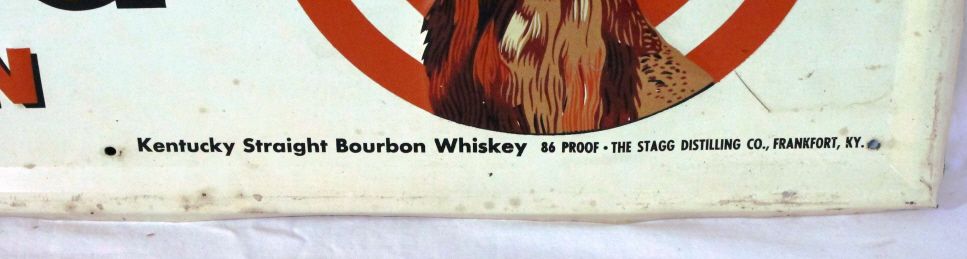 Kentucky Straight Bourbon Whiskey 86 PROOF • THE STAGG DISTILLING CO., FRANKFORT, KY.